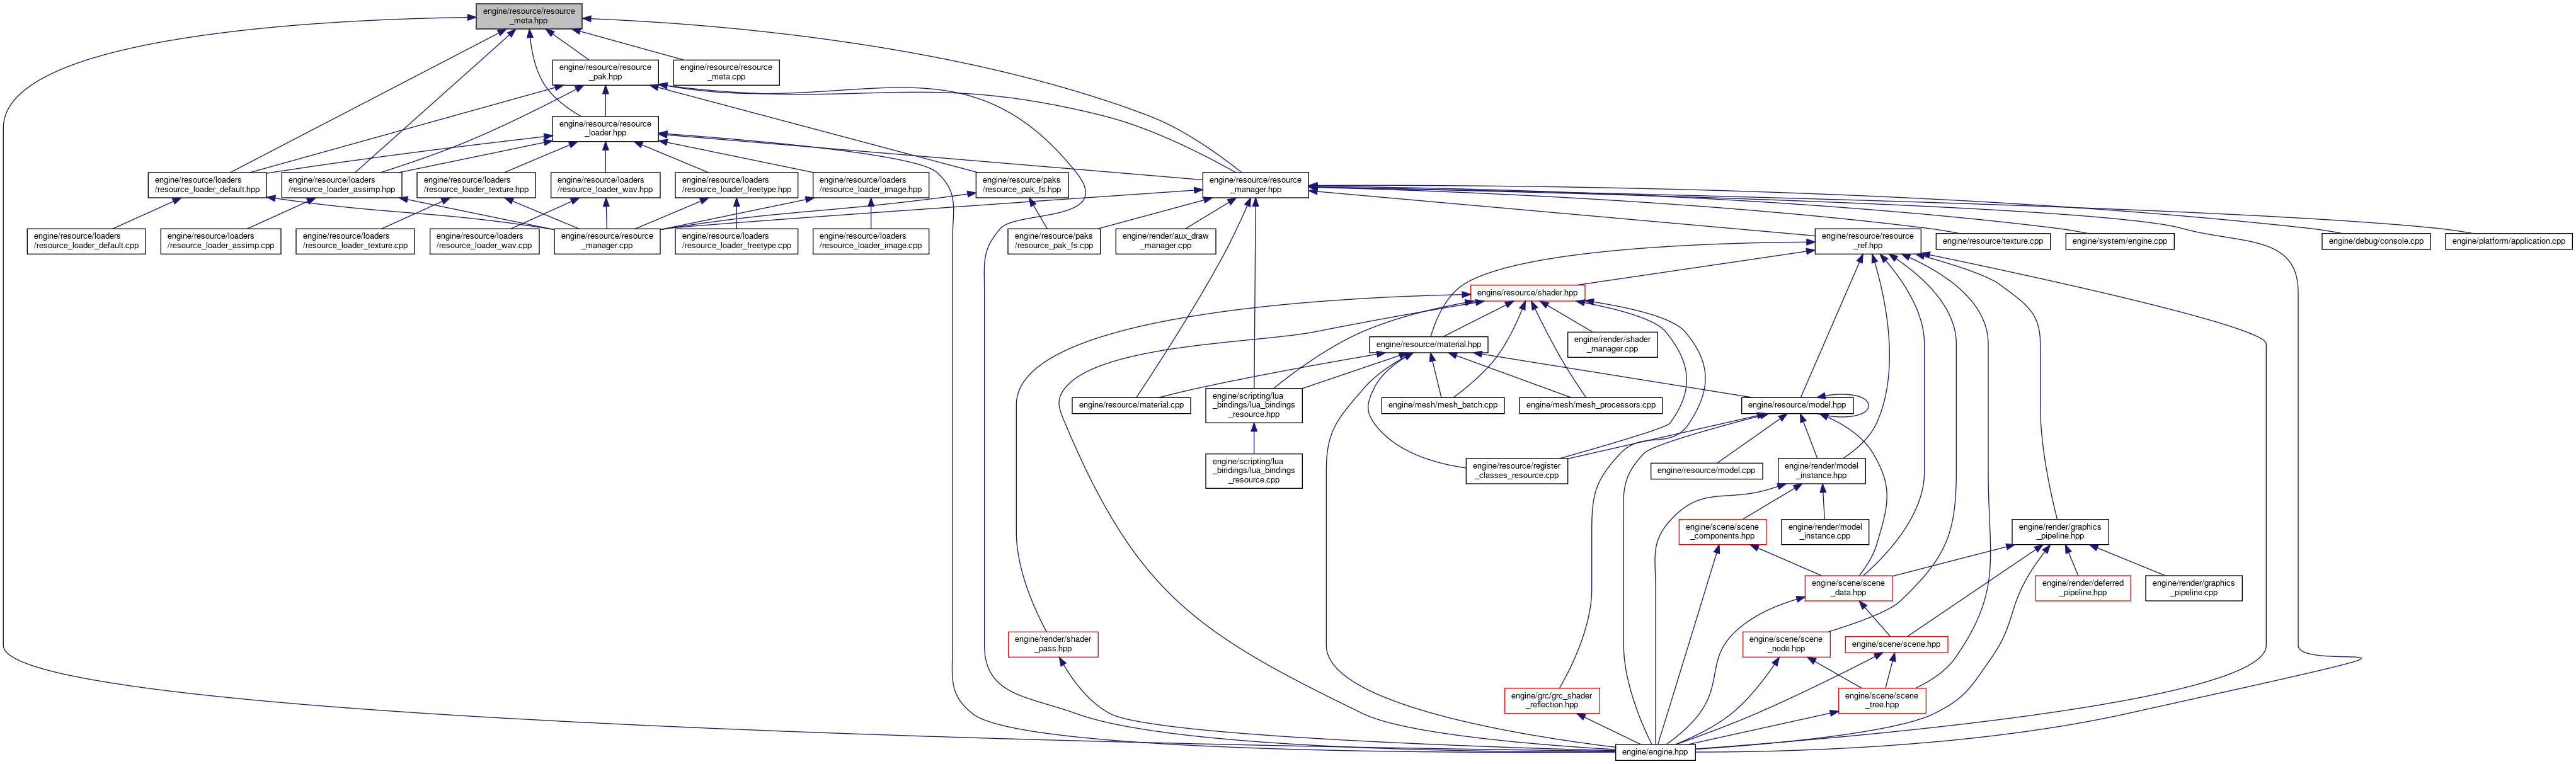 engine/resource/resource
_meta.hpp
engine/resource/resource
_pak.hpp
engine/resource/resource
_meta.cpp
engine/resource/resource
_loader.hpp
engine/resource/loaders
/resource_loader_default.hpp
engine/resource/loaders
/resource_loader_assimp.hpp
engine/resource/loaders
/resource_loader_texture.hpp
engine/resource/loaders
/resource_loader_wav.hpp
engine/resource/loaders
/resource_loader_freetype.hpp
engine/resource/loaders
/resource_loader_image.hpp
engine/resource/paks
/resource_pak_fs.hpp
engine/resource/resource
_manager.hpp
engine/resource/loaders
/resource_loader_default.cpp
engine/resource/loaders
/resource_loader_assimp.cpp
engine/resource/loaders
/resource_loader_texture.cpp
engine/resource/loaders
/resource_loader_wav.cpp
engine/resource/resource
_manager.cpp
engine/resource/loaders
/resource_loader_freetype.cpp
engine/resource/loaders
/resource_loader_image.cpp
engine/resource/paks
/resource_pak_fs.cpp
engine/render/aux_draw
_manager.cpp
engine/resource/resource
_ref.hpp
engine/resource/texture.cpp
engine/system/engine.cpp
engine/debug/console.cpp
engine/platform/application.cpp
engine/resource/shader.hpp
engine/resource/material.hpp
engine/render/shader
_manager.cpp
engine/resource/material.cpp
engine/scripting/lua
_bindings/lua_bindings
_resource.hpp
engine/mesh/mesh_batch.cpp
engine/mesh/mesh_processors.cpp
engine/resource/model.hpp
engine/scripting/lua
_bindings/lua_bindings
_resource.cpp
engine/resource/register
_classes_resource.cpp
engine/resource/model.cpp
engine/render/model
_instance.hpp
engine/scene/scene
_components.hpp
engine/render/model
_instance.cpp
engine/render/graphics
_pipeline.hpp
engine/scene/scene
_data.hpp
engine/render/deferred
_pipeline.hpp
engine/render/graphics
_pipeline.cpp
engine/render/shader
_pass.hpp
engine/scene/scene
_node.hpp
engine/scene/scene.hpp
engine/grc/grc_shader
_reflection.hpp
engine/scene/scene
_tree.hpp
engine/engine.hpp